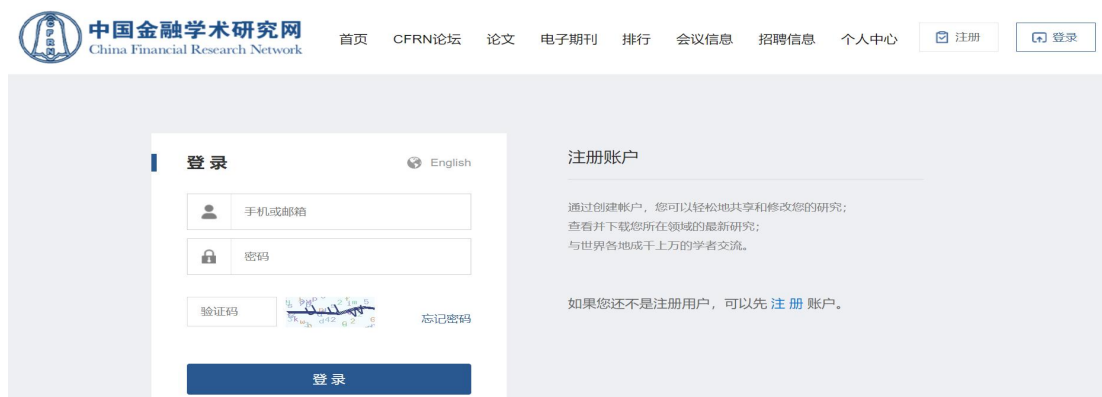 CFRN
中国金融学术研究网
China Financial Research Network
首页 CFRN论坛 论文 电子期刊 排行 会议信息 招聘信息 个人中心 注册 登录
登 录 English
手机或邮箱
密码
验证码 忘记密码
登 录
注册账户
通过创建帐户，您可以轻松地共享和修改您的研究；
查看并下载您所在领域的最新研究；
与世界各地成千上万的学者交流。
如果您还不是注册用户，可以先 注 册 账户。